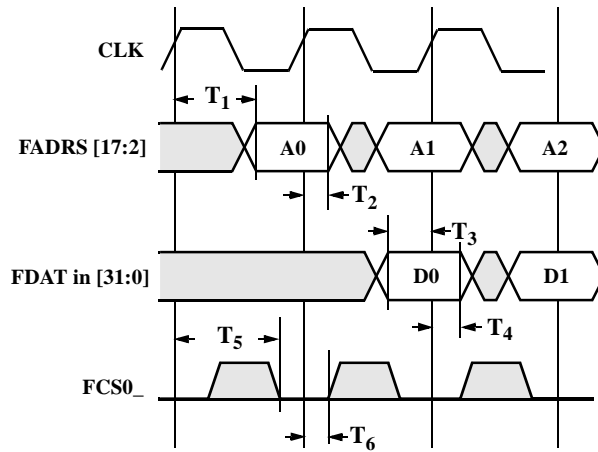 CLK
T1
FADRS [17:2] A0 A1 A2
T2
T3
FDAT in [31:0] D0 D1
T4
T5
FCS0_
T6